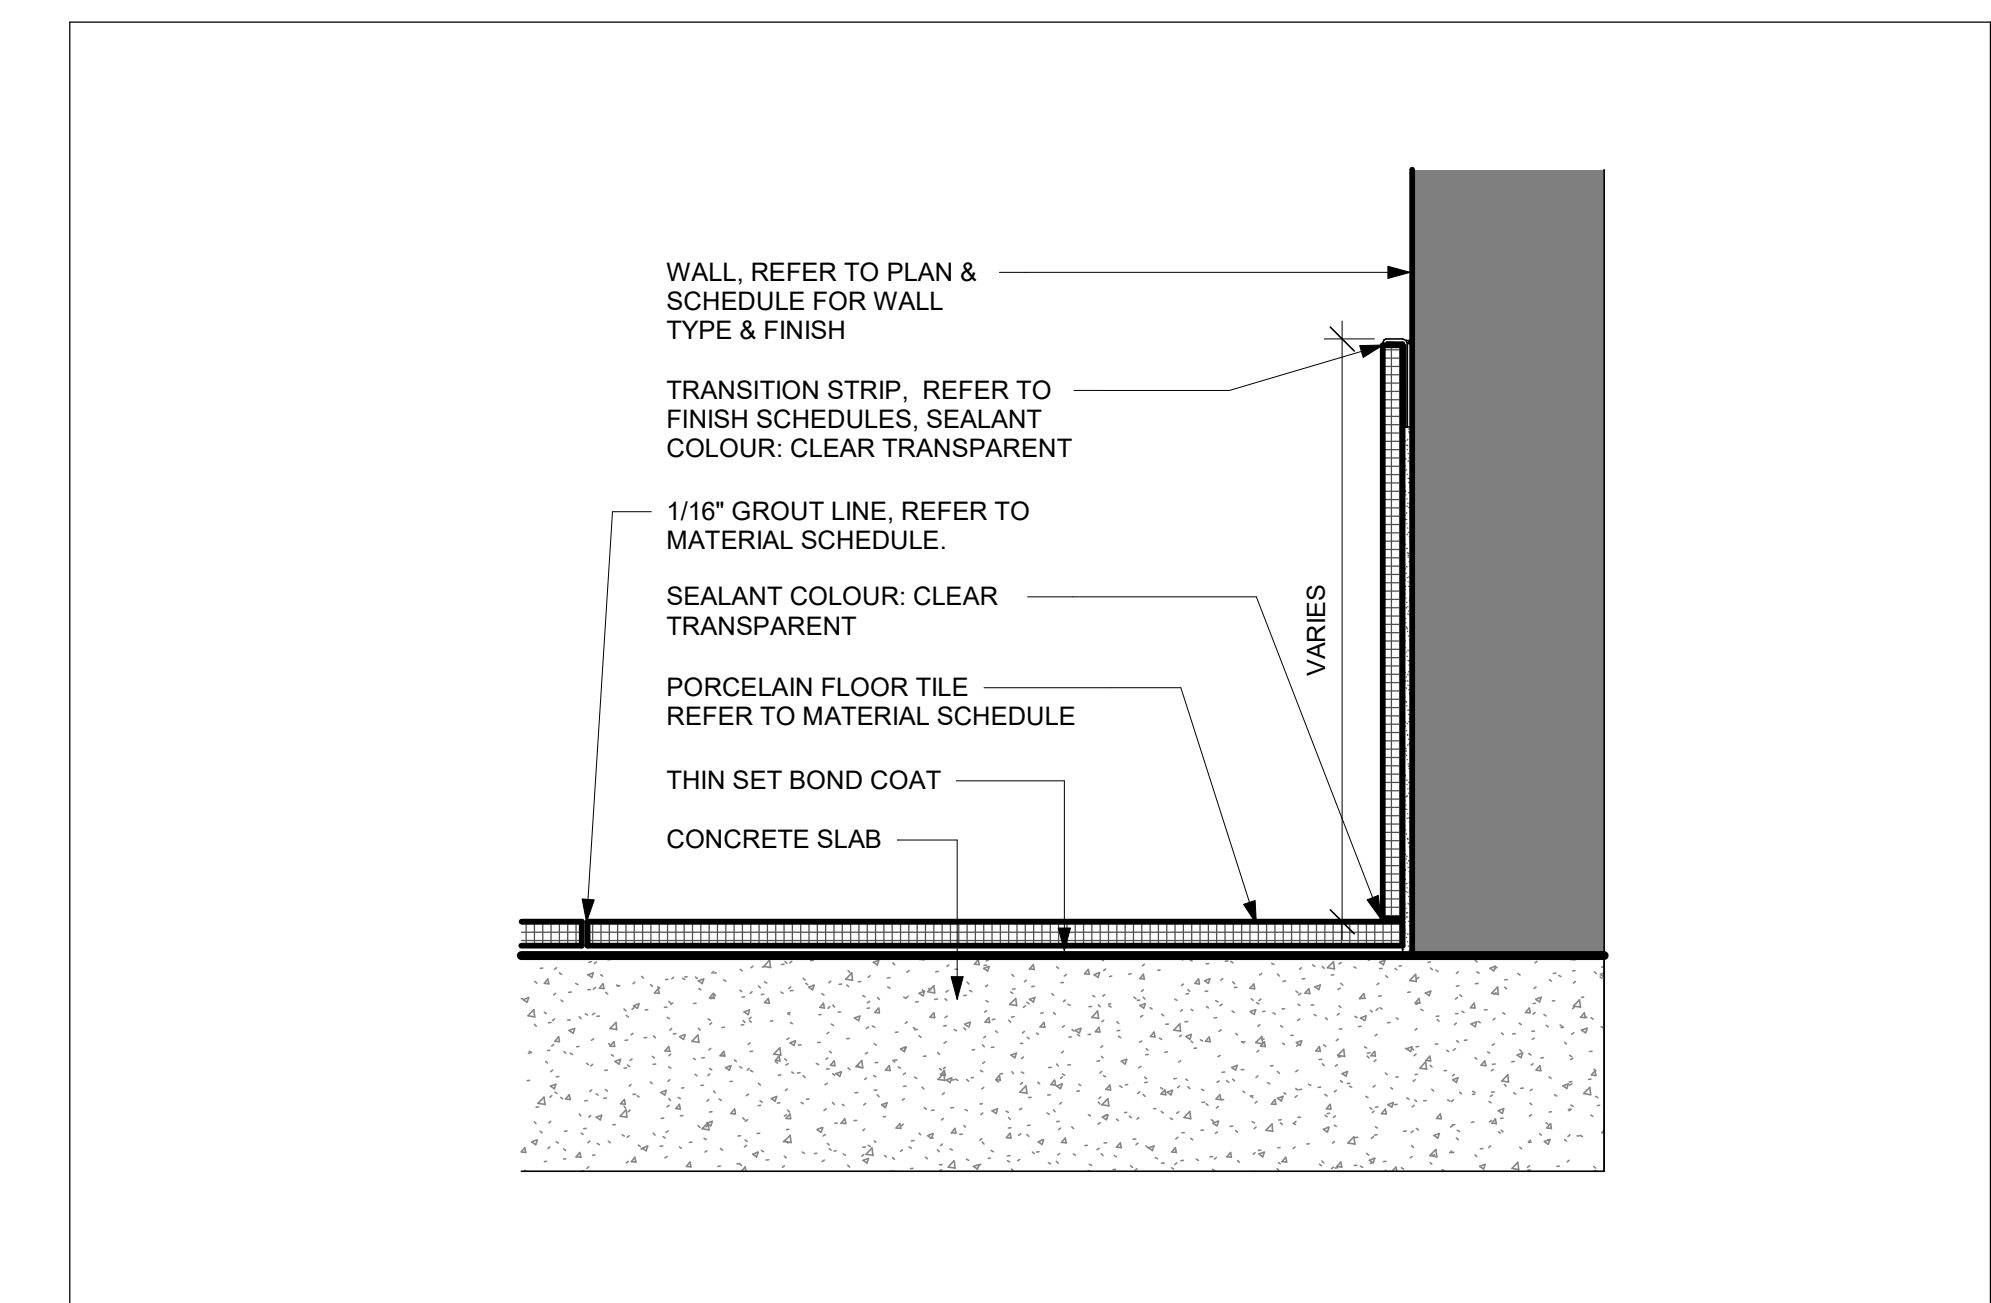 WALL, REFER TO PLAN &
SCHEDULE FOR WALL
TYPE & FINISH
TRANSITION STRIP,  REFER TO
FINISH SCHEDULES, SEALANT
COLOUR: CLEAR TRANSPARENT
1/16" GROUT LINE, REFER TO
MATERIAL SCHEDULE.
SEALANT COLOUR: CLEAR
TRANSPARENT
VARIES
PORCELAIN FLOOR TILE
REFER TO MATERIAL SCHEDULE
THIN SET BOND COAT
CONCRETE SLAB